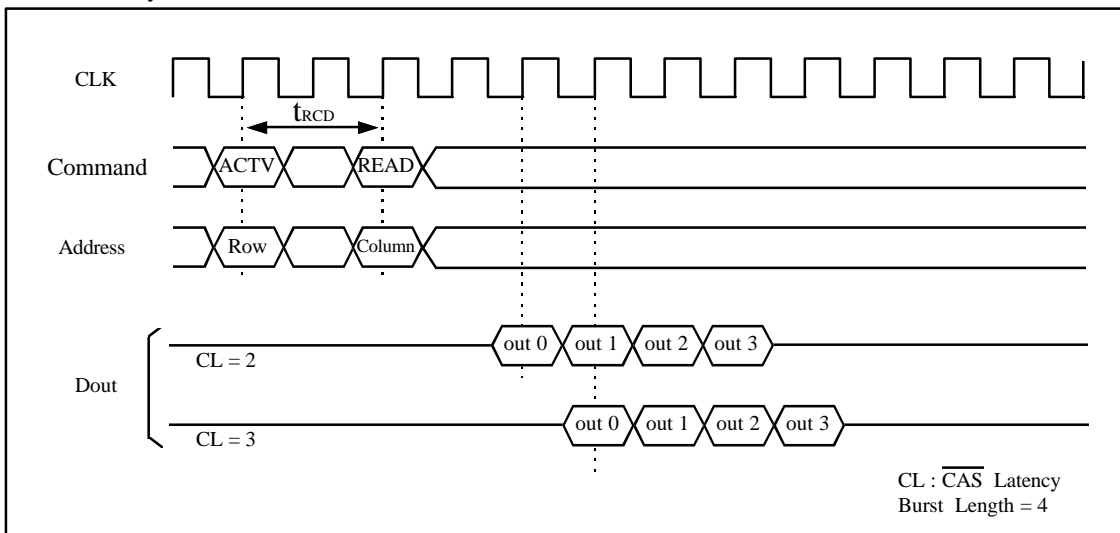 CLK
tRCD
Command
ACTV
READ
Address
Row
Column
out 0 out 1 out 2 out 3
CL = 2
Dout
out 0 out 1 out 2 out 3
CL = 3
CL : C̅A̅S̅ Latency
Burst Length = 4